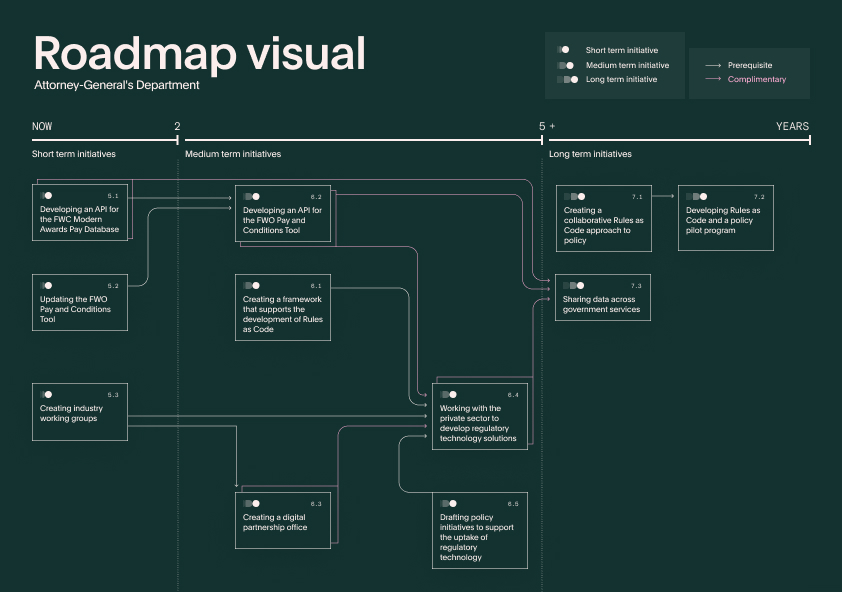 Roadmap visual
Attorney-General's Department
Short term initiative
Medium term initiative
Long term initiative
Prerequisite
Complimentary
NOW
2
5 +
YEARS
Short term initiatives
Medium term initiatives
Long term initiatives
5.1
Developing an API for
the FWC Modern
Awards Pay Database
6.2
Developing an API for
the FWO Pay and
Conditions Tool
7.1
Creating a
collaborative Rules as
Code approach to
policy
7.2
Developing Rules as
Code and a policy
pilot program
5.2
Updating the FWO
Pay and Conditions
Tool
6.1
Creating a framework
that supports the
development of Rules
as Code
7.3
Sharing data across
government services
5.3
Creating industry
working groups
6.4
Working with the
private sector to
develop regulatory
technology solutions
6.3
Creating a digital
partnership office
6.5
Drafting policy
initiatives to support
the uptake of
regulatory
technology